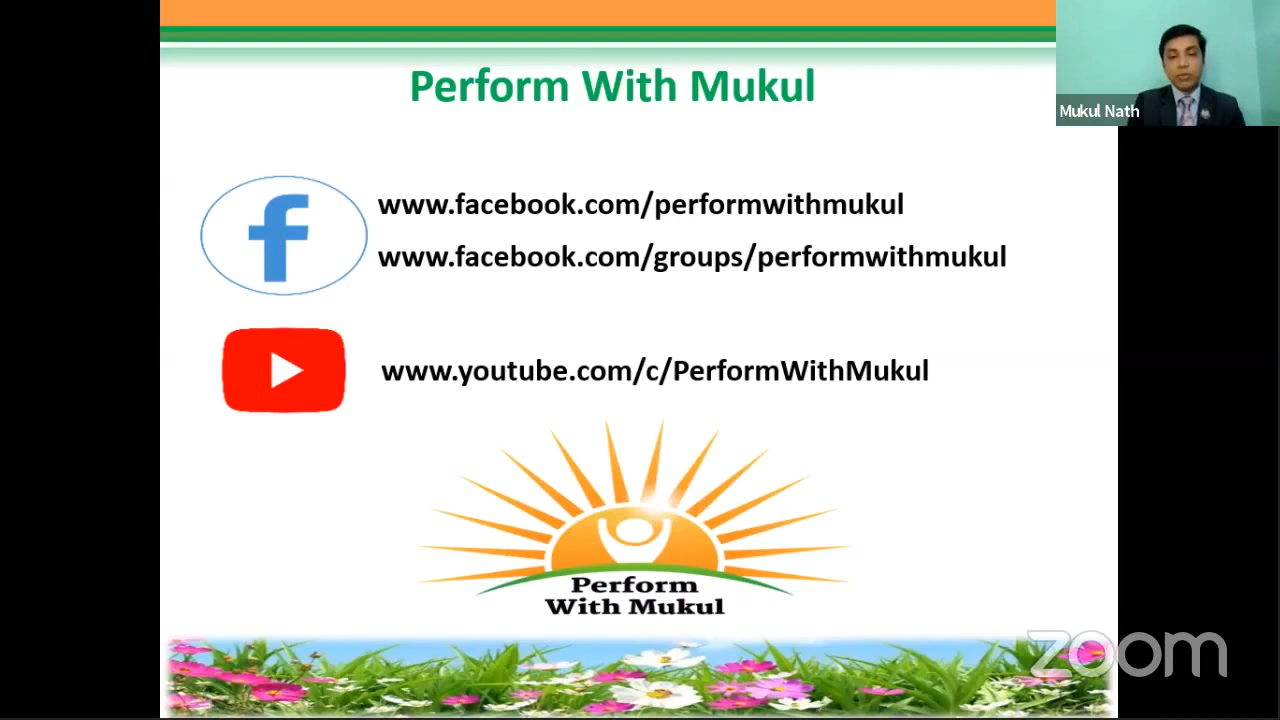 Perform With Mukul
Mukul Nath
www.facebook.com/performwithmukul
www.facebook.com/groups/performwithmukul
www.youtube.com/c/PerformWithMukul
Perform
With Mukul
zoom